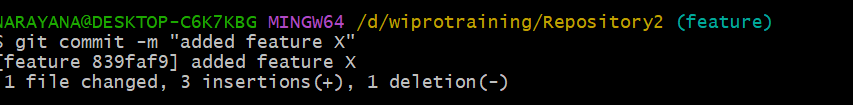 NARAYANA@DESKTOP-C6K7KBG MINGW64 /d/wiprotraining/Repository2 (feature)
$ git commit -m "added feature X"
[feature 839faf9] added feature X
1 file changed, 3 insertions(+), 1 deletion(-)